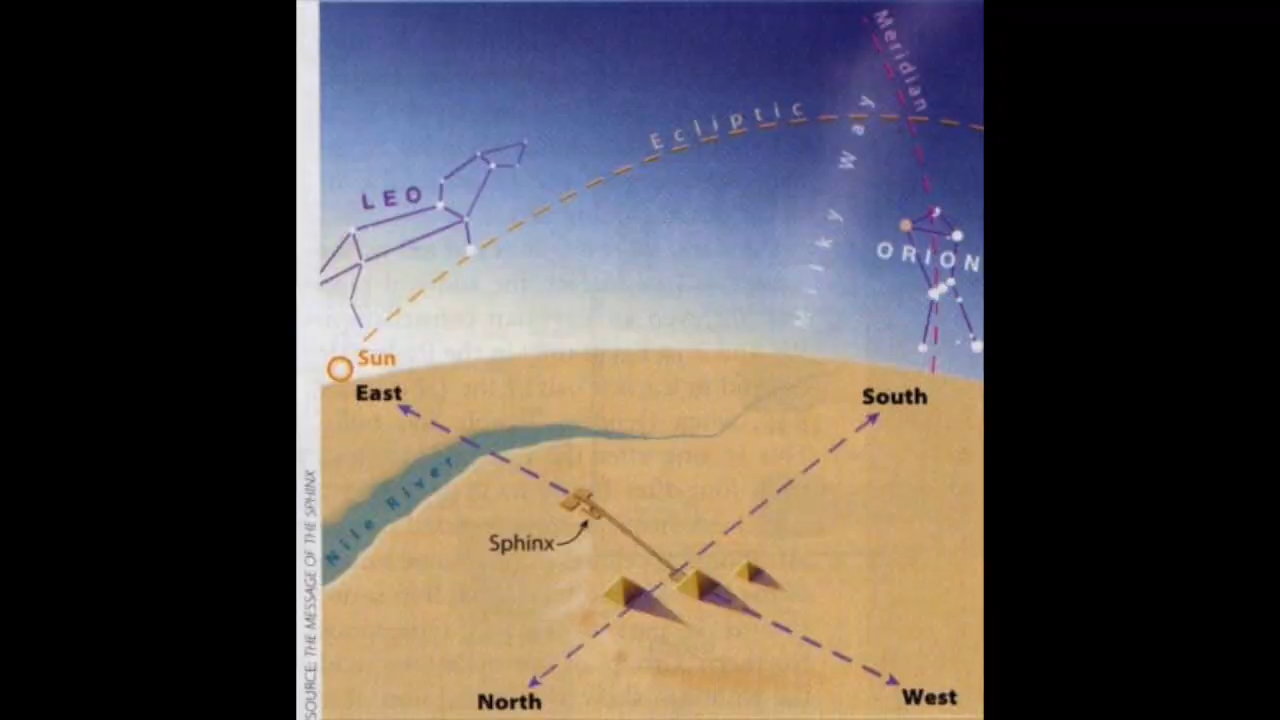 Meridian
Ecliptic
Milky Way
LEO
ORION
Sun
East
South
Nile River
Sphinx
North
West
SOURCE: THE MESSAGE OF THE SPHINX